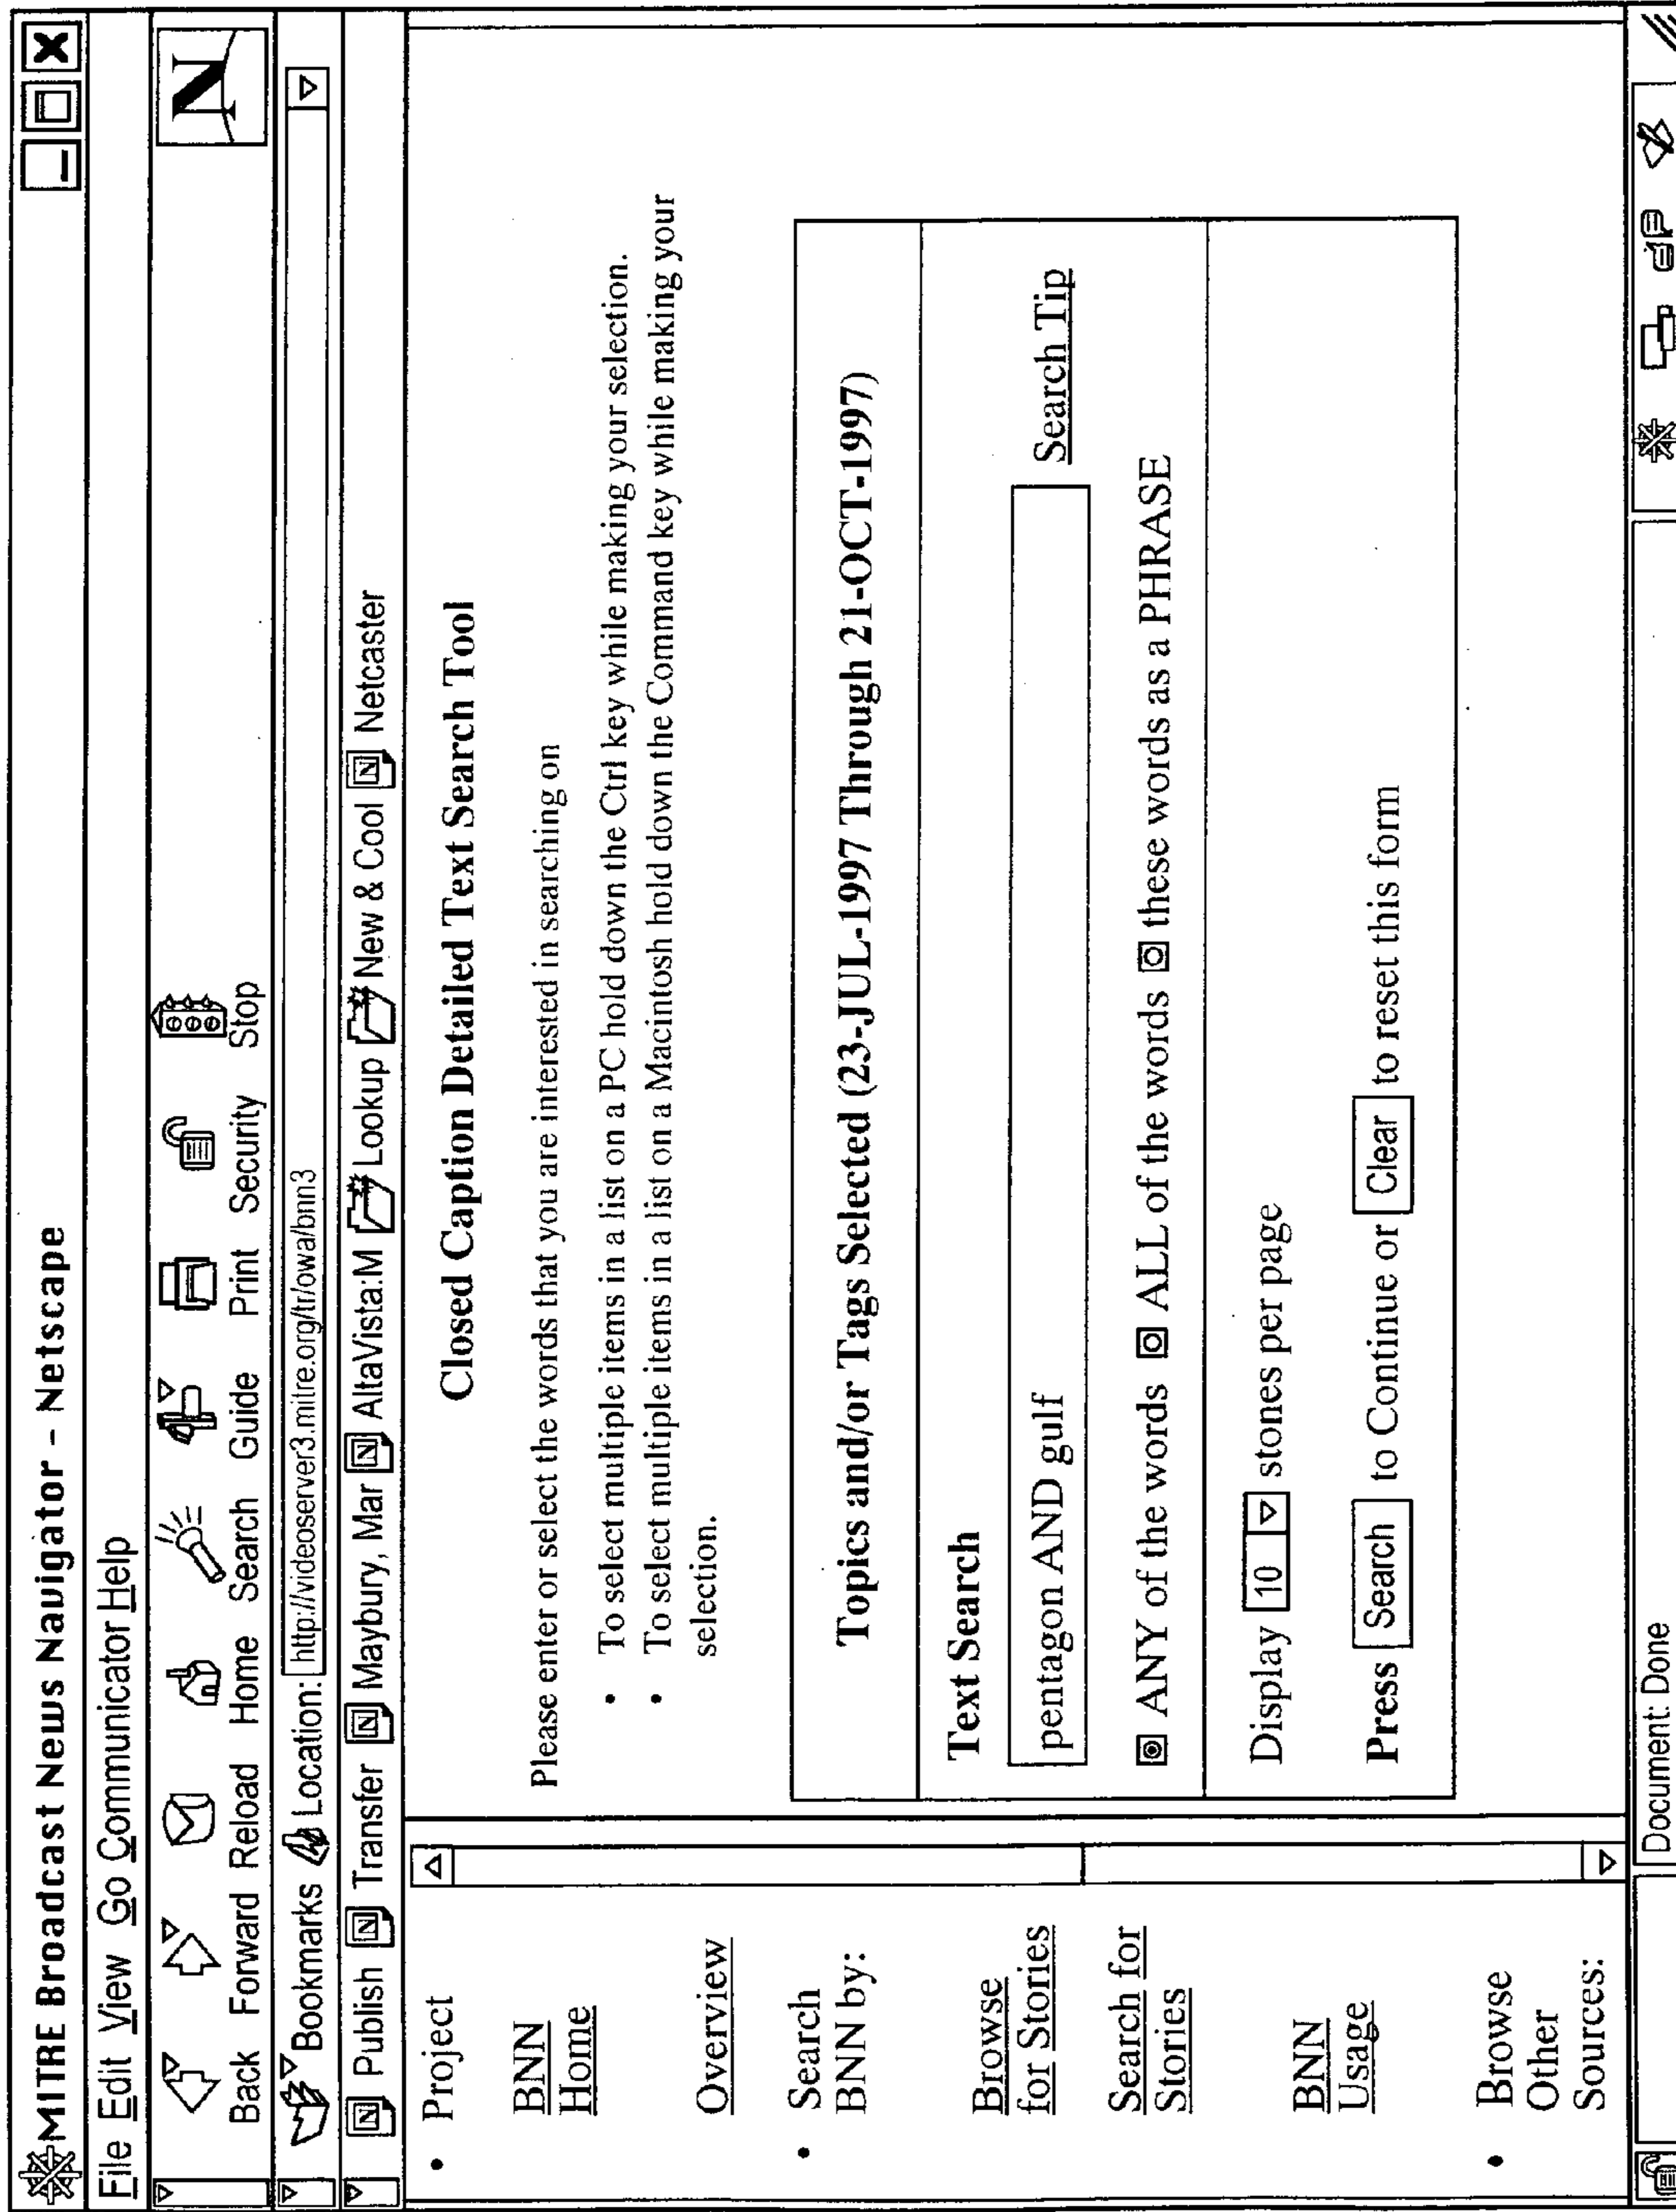 MITRE Broadcast News Navigator - Netscape
File Edit View Go Communicator Help
Back Forward Reload Home Search Guide Print Security Stop
N
Bookmarks Location: http://videoserver3.mitre.org/tr/owa/bnn3
Publish Transfer Maybury, Mar AltaVista:M Lookup New & Cool Netcaster
• Project
BNN
Home
Overview
• Search
BNN by:
Browse
for Stories
Search for
Stories
BNN
Usage
• Browse
Other
Sources:
Closed Caption Detailed Text Search Tool
Please enter or select the words that you are interested in searching on
• To select multiple items in a list on a PC hold down the Ctrl key while making your selection.
• To select multiple items in a list on a Macintosh hold down the Command key while making your
selection.
Topics and/or Tags Selected (23-JUL-1997 Through 21-OCT-1997)
Text Search
pentagon AND gulf Search Tip
ANY of the words ALL of the words these words as a PHRASE
Display 10 stones per page
Press Search to Continue or Clear to reset this form
Document: Done